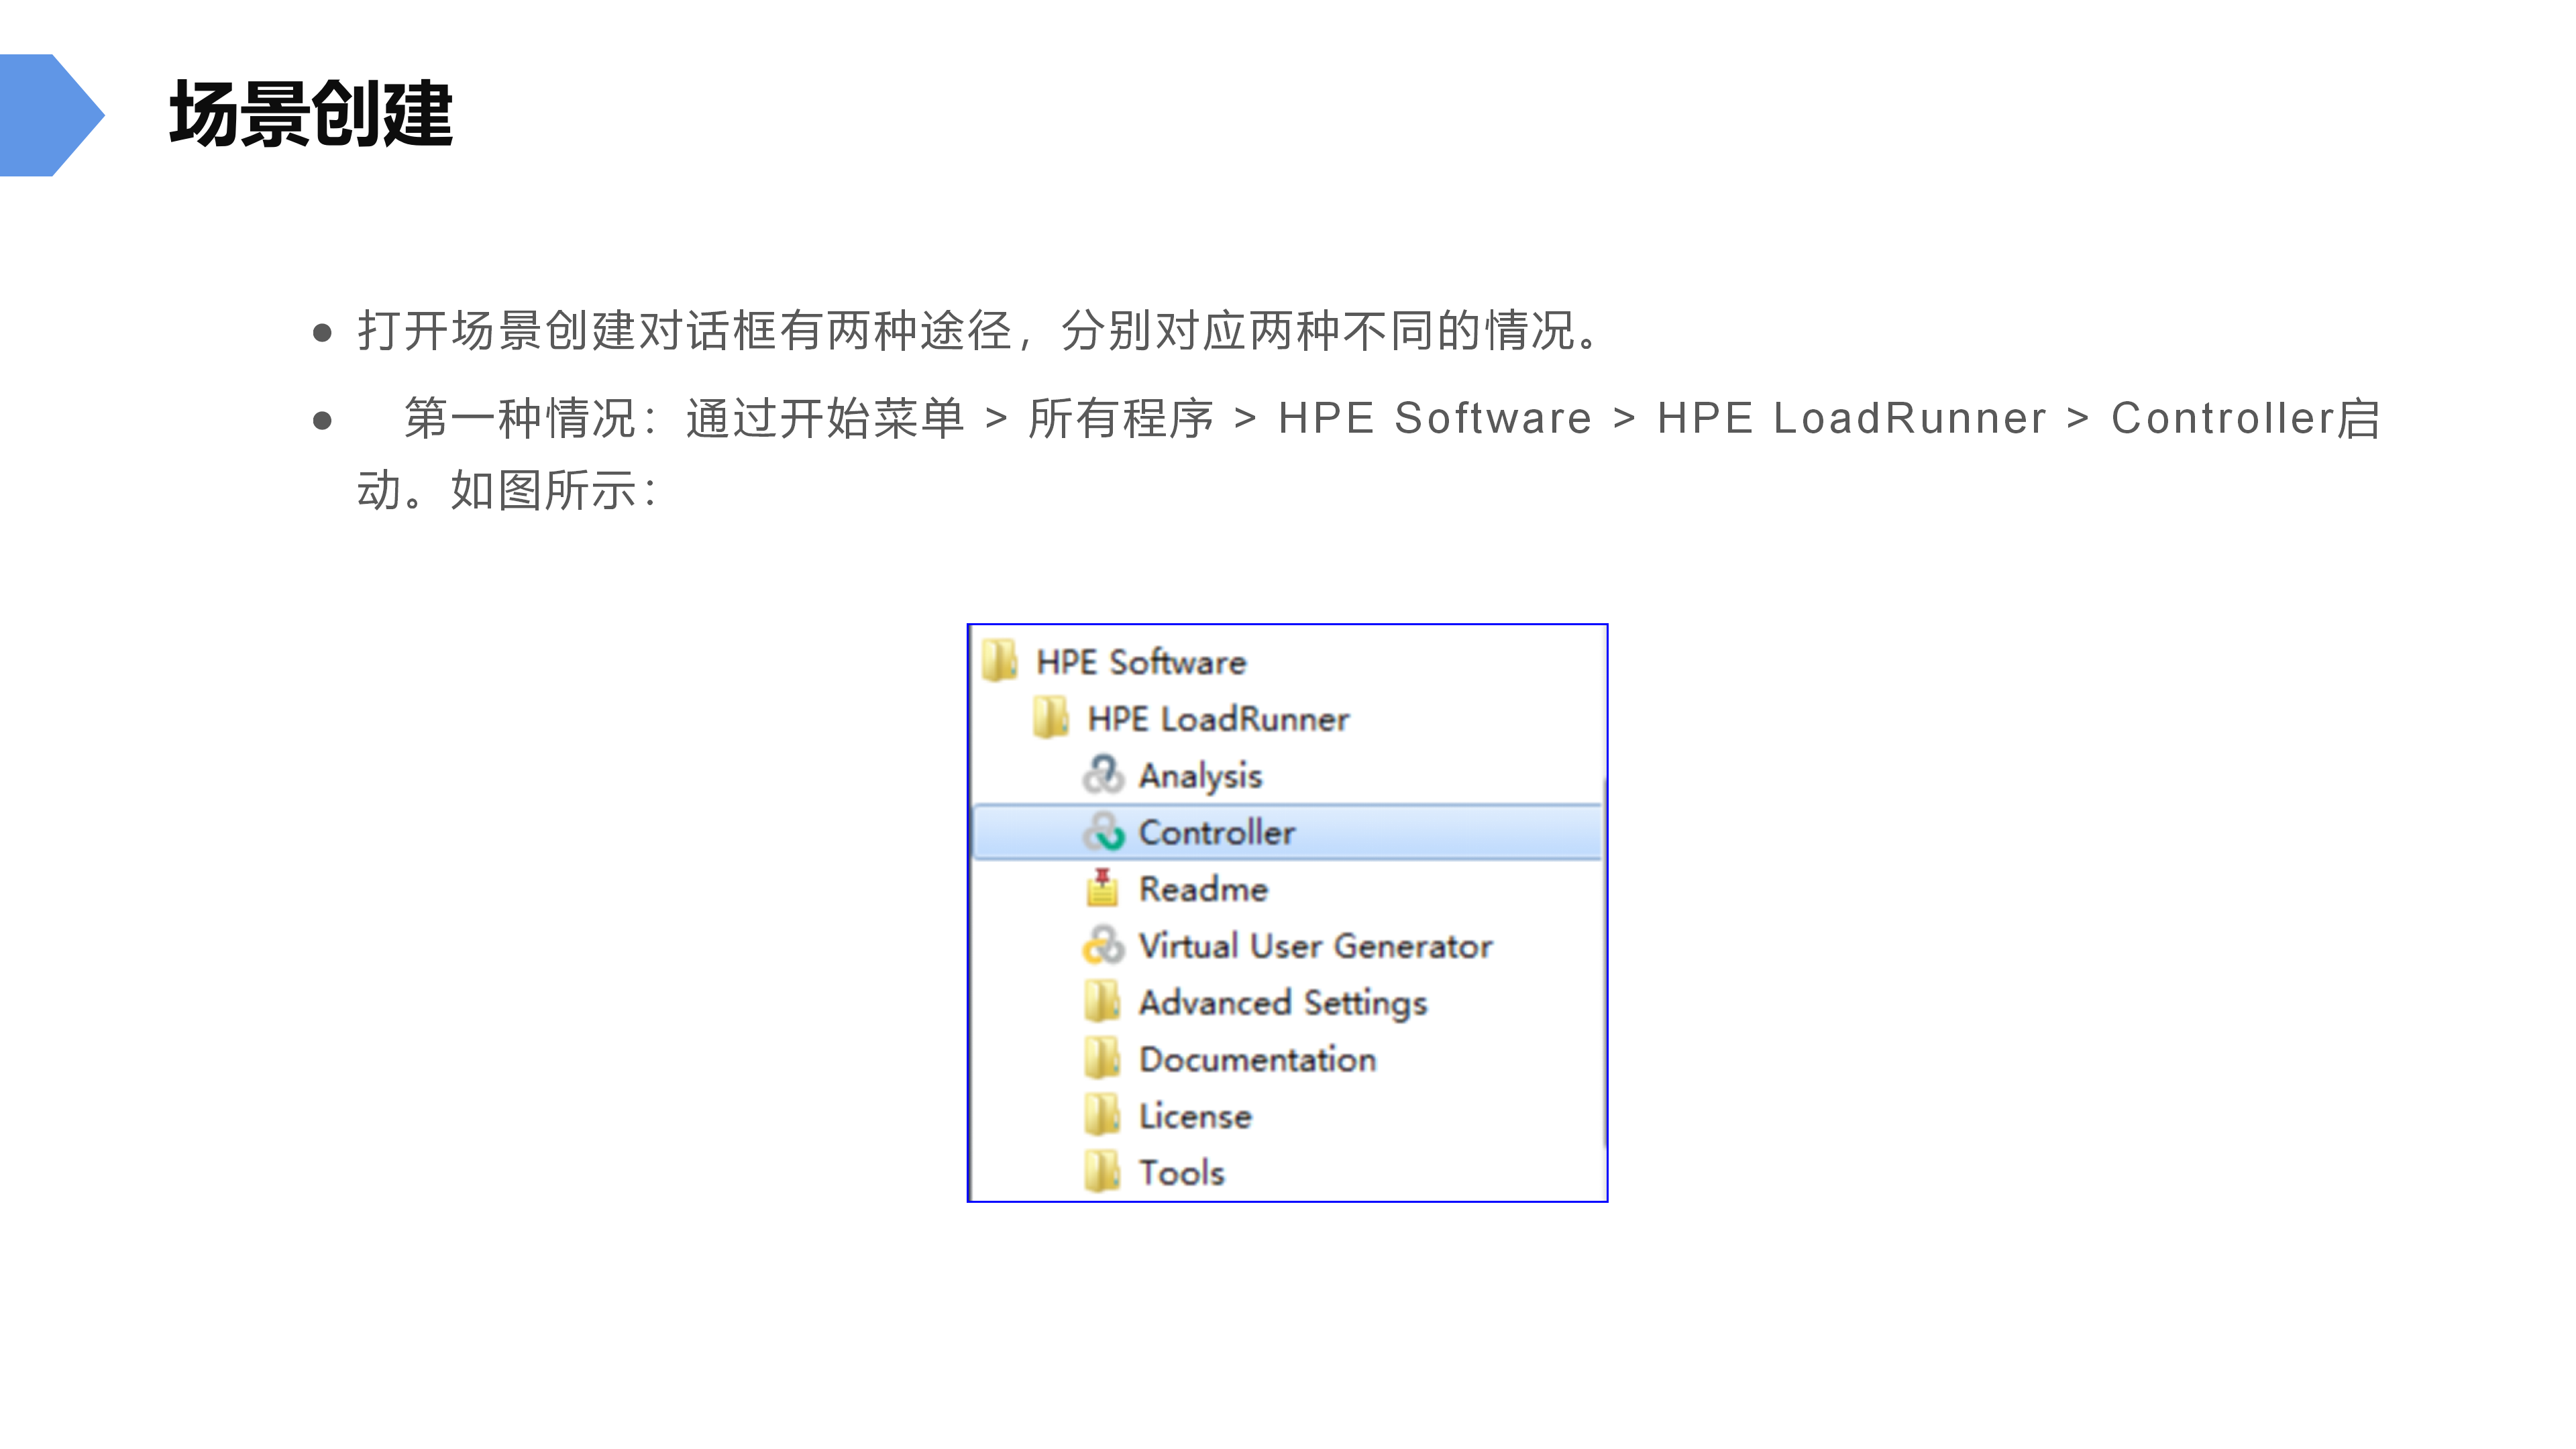 场景创建
● 打开场景创建对话框有两种途径，分别对应两种不同的情况。
● 第一种情况：通过开始菜单 > 所有程序 > HPE Software > HPE LoadRunner > Controller启
动。如图所示：
HPE Software
HPE LoadRunner
Analysis
Controller
Readme
Virtual User Generator
Advanced Settings
Documentation
License
Tools